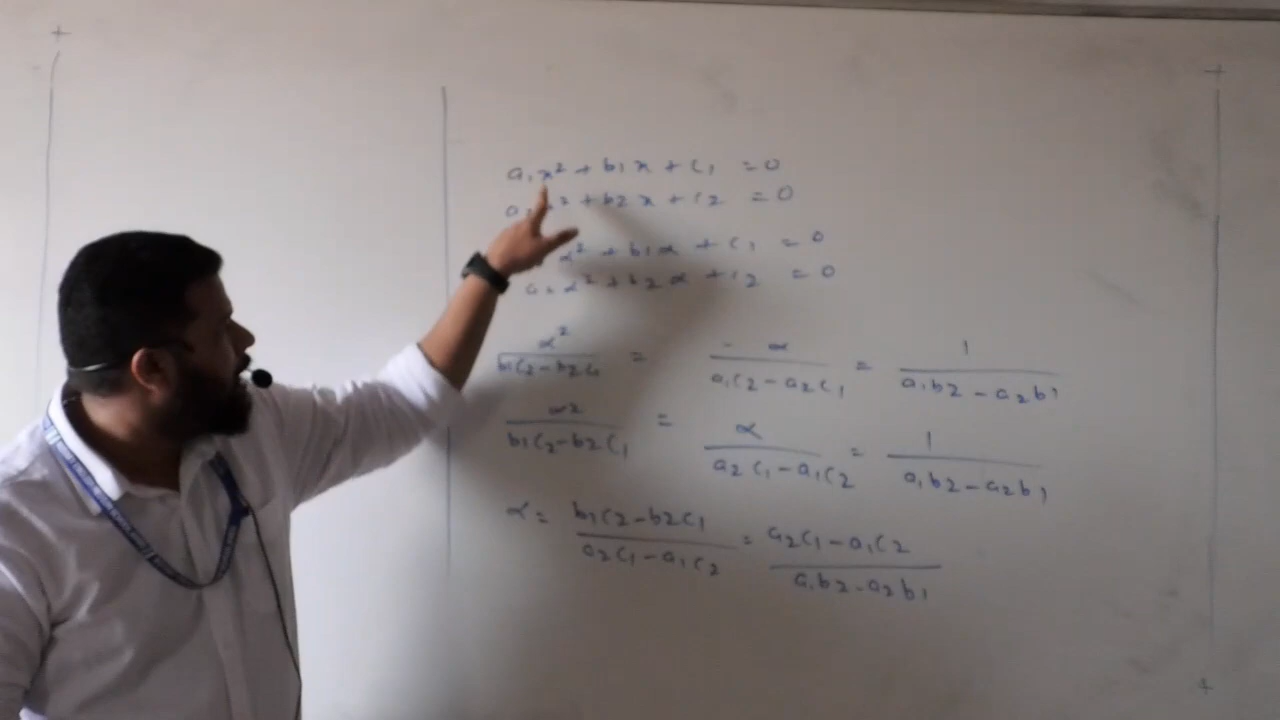 a₁x² + b₁x + c₁ = 0
a₂x² + b₂x + c₂ = 0
α² + b₁α + c₁ = 0
a₂α² + b₂α + c₂ = 0
α²/(b₁c₂ - b₂c₁) = -α/(a₁c₂ - a₂c₁) = 1/(a₁b₂ - a₂b₁)
α²/(b₁c₂ - b₂c₁) = α/(a₂c₁ - a₁c₂) = 1/(a₁b₂ - a₂b₁)
α = (b₁c₂ - b₂c₁)/(a₂c₁ - a₁c₂) = (a₂c₁ - a₁c₂)/(a₁b₂ - a₂b₁)